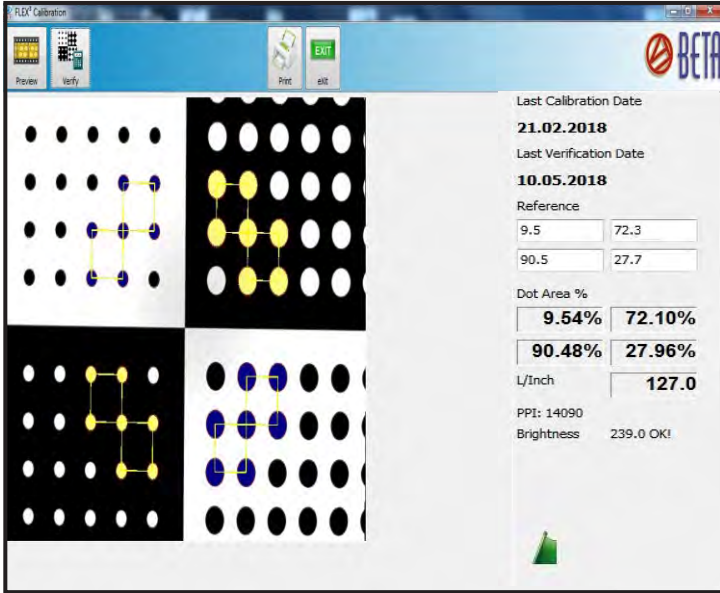 FLEX³ Calibration
Preview
Verify
Print
eXit
EXIT
BETA
Last Calibration Date
21.02.2018
Last Verification Date
10.05.2018
Reference
9.5 72.3
90.5 27.7
Dot Area %
9.54% 72.10%
90.48% 27.96%
L/Inch 127.0
PPI: 14090
Brightness 239.0 OK!